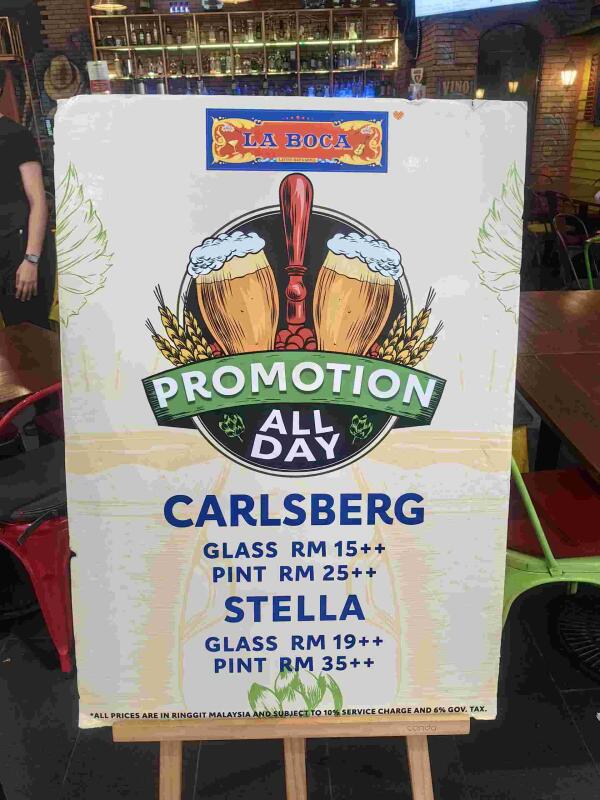 VINO
LA BOCA
PROMOTION
ALL
DAY
CARLSBERG
GLASS RM 15++
PINT RM 25++
STELLA
GLASS RM 19++
PINT RM 35++
*ALL PRICES ARE IN RINGGIT MALAYSIA AND SUBJECT TO 10% SERVICE CHARGE AND 6% GOV. TAX.